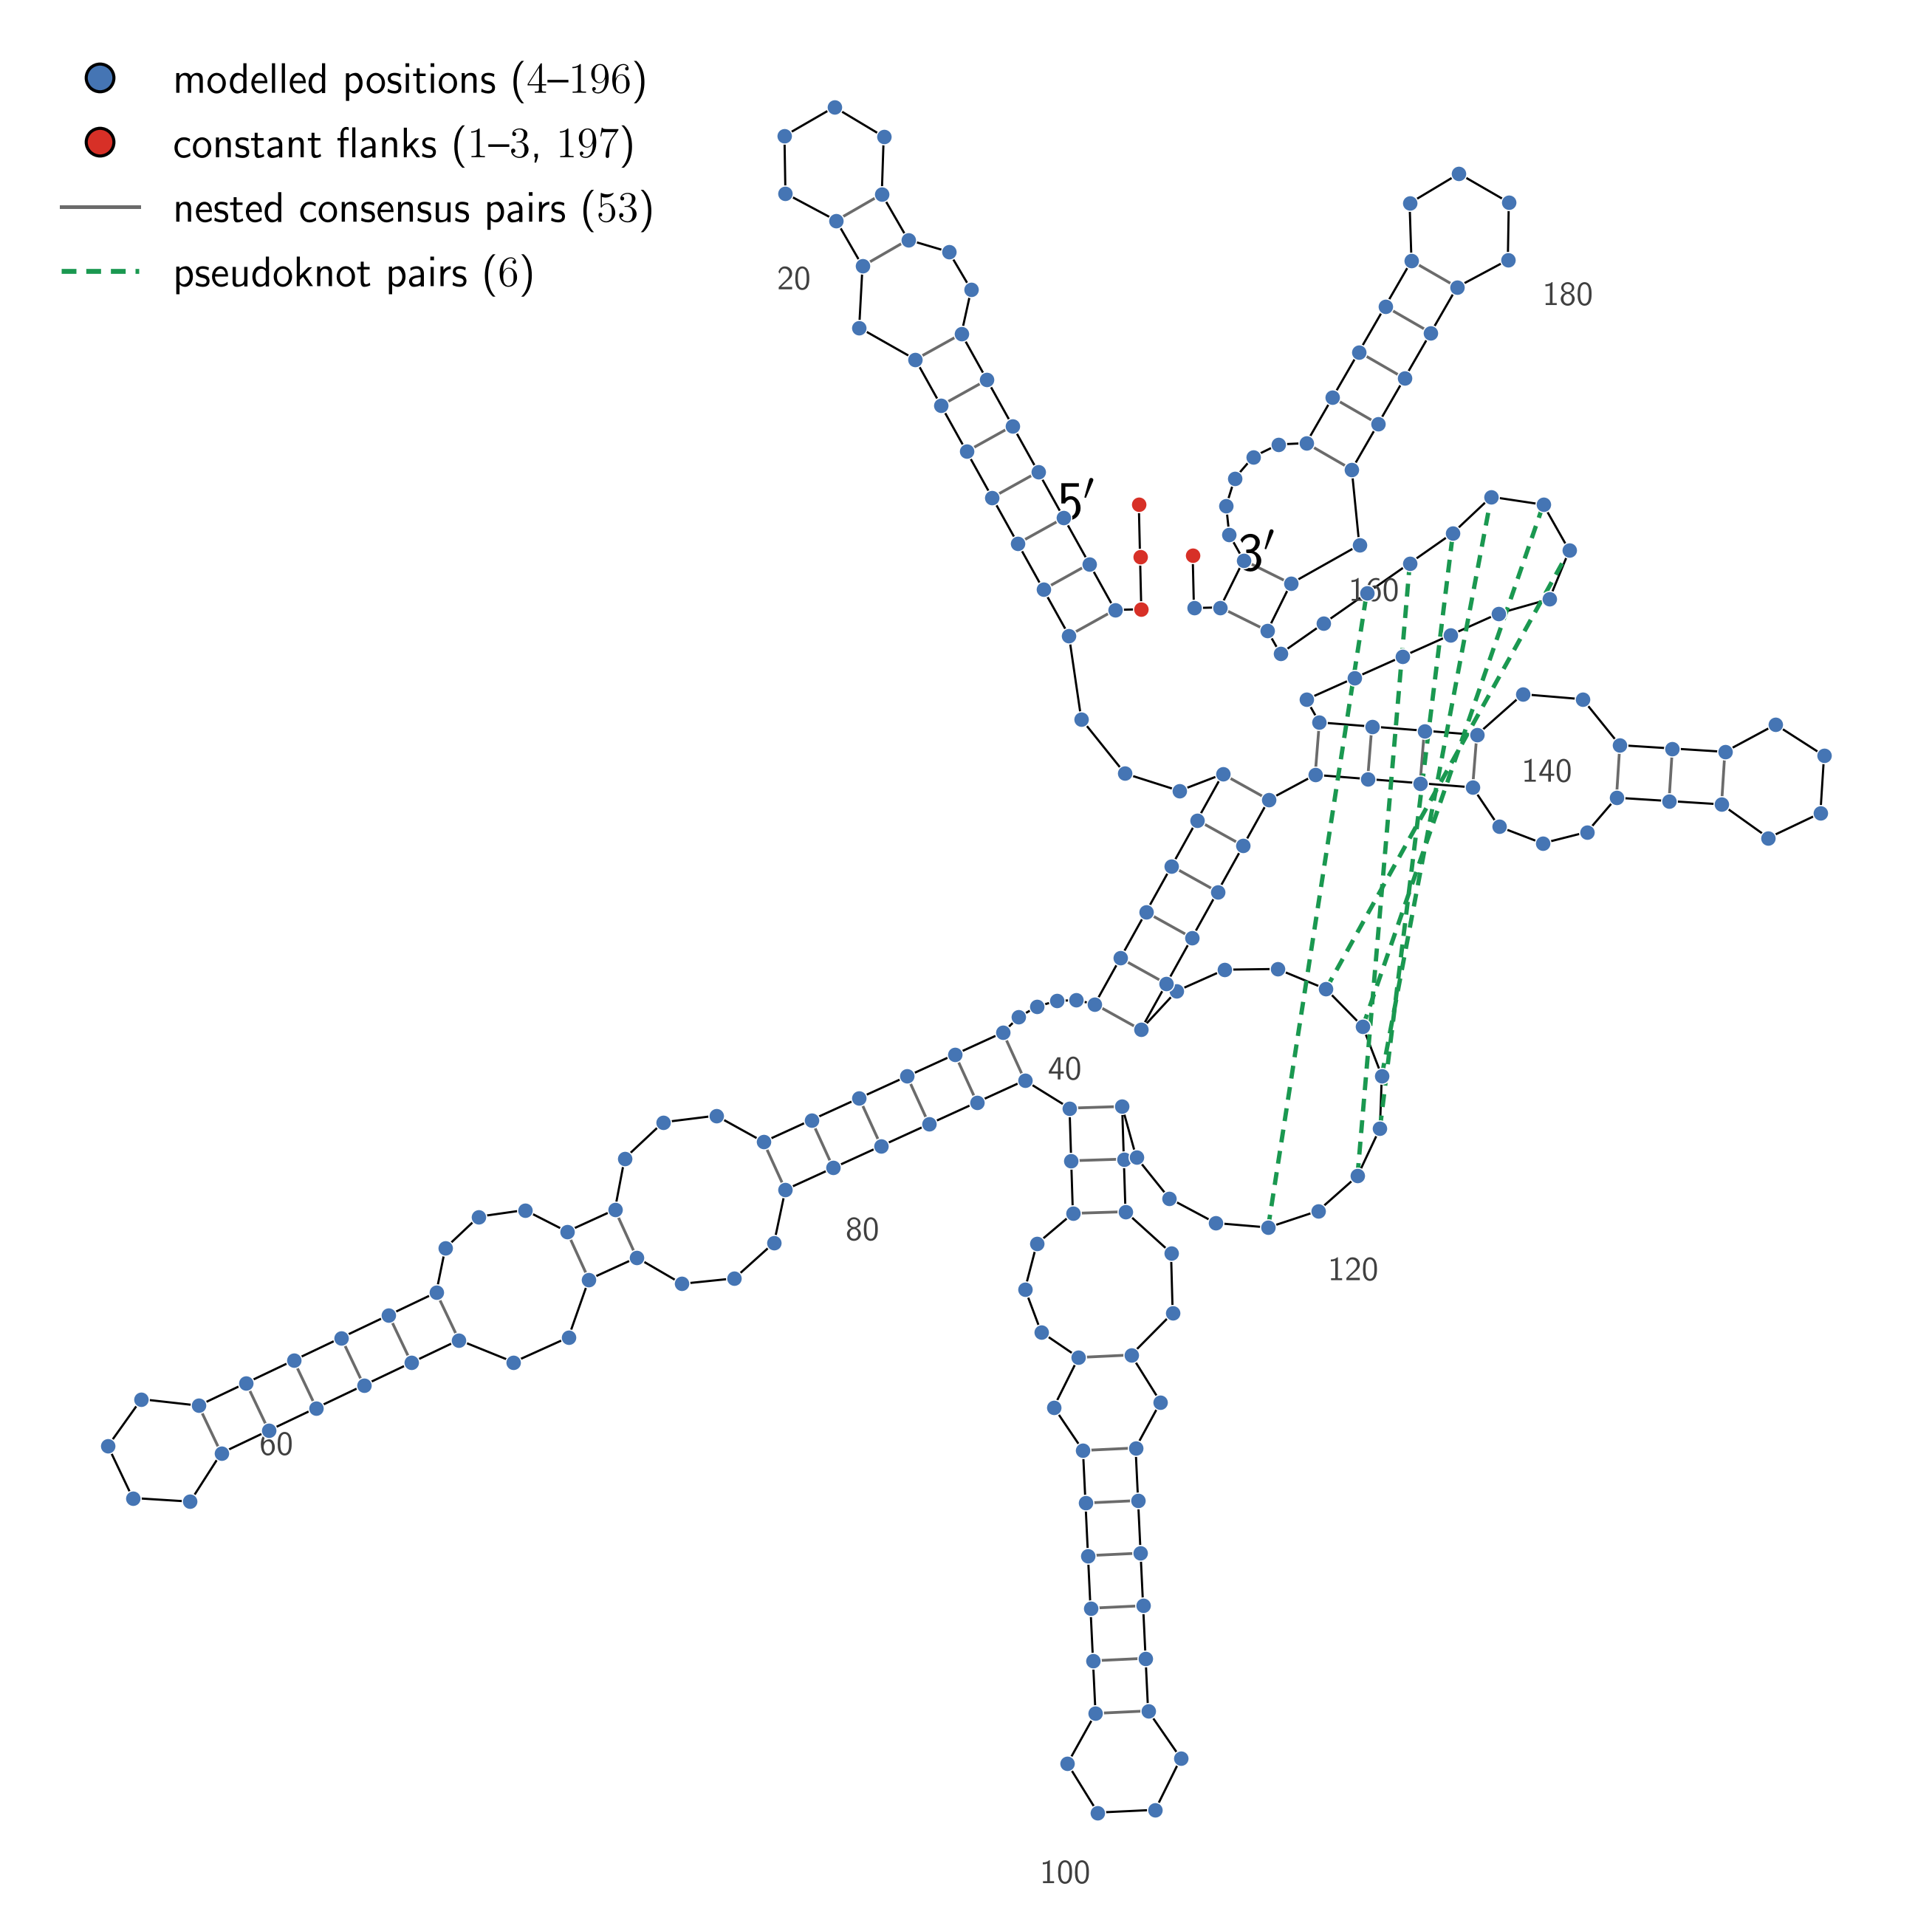 modelled positions (4–196)
constant flanks (1–3, 197)
nested consensus pairs (53)
pseudoknot pairs (6)
20
180
5′
3′
160
140
40
80
120
60
100